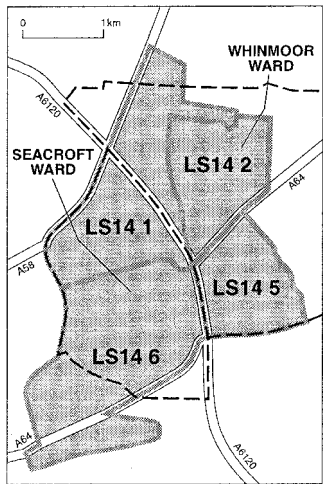 0 1km
WHINMOOR
WARD
A6120
SEACROFT
WARD
LS14 2
A64
LS14 1
A58
LS14 5
LS14 6
A64
A6120